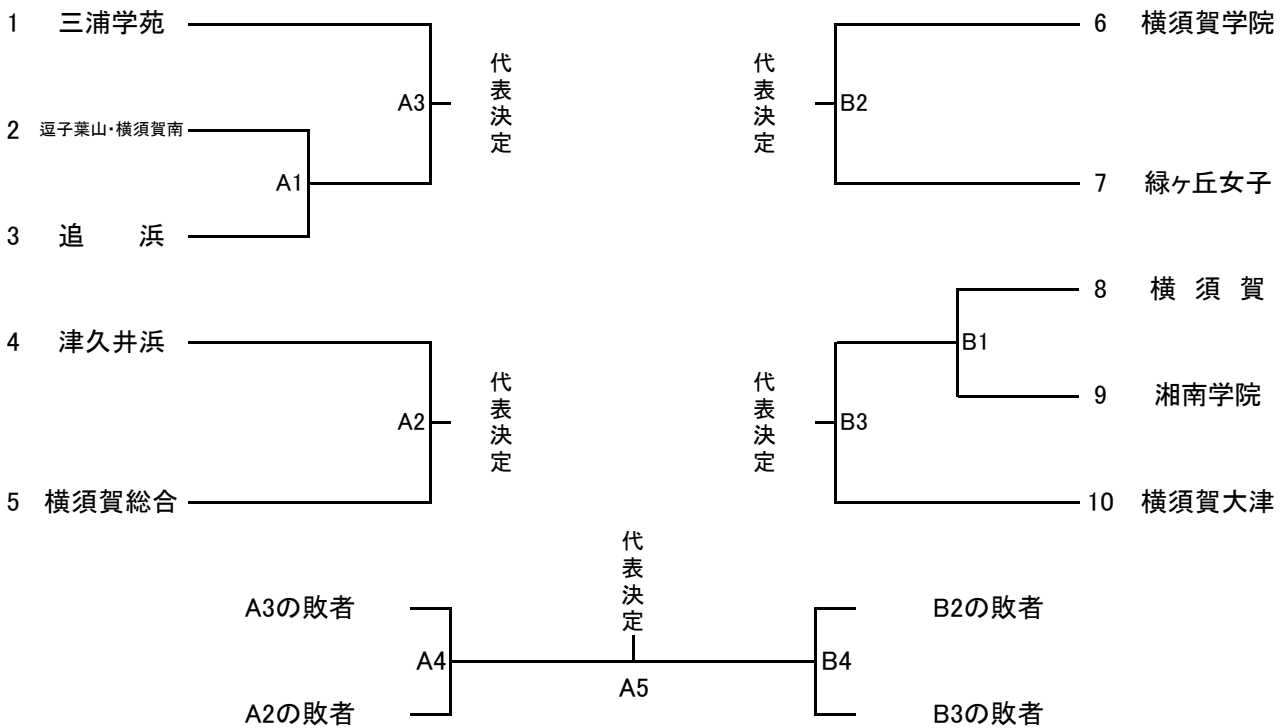 1 三浦学苑
2 逗子葉山・横須賀南
3 追 浜
4 津久井浜
5 横須賀総合
A1
A3
A2
代表決定
代表決定
6 横須賀学院
7 緑ヶ丘女子
8 横 須 賀
9 湘南学院
10 横須賀大津
B2
B1
B3
代表決定
代表決定
代表決定
A3の敗者
A2の敗者
A4
A5
B4
B2の敗者
B3の敗者